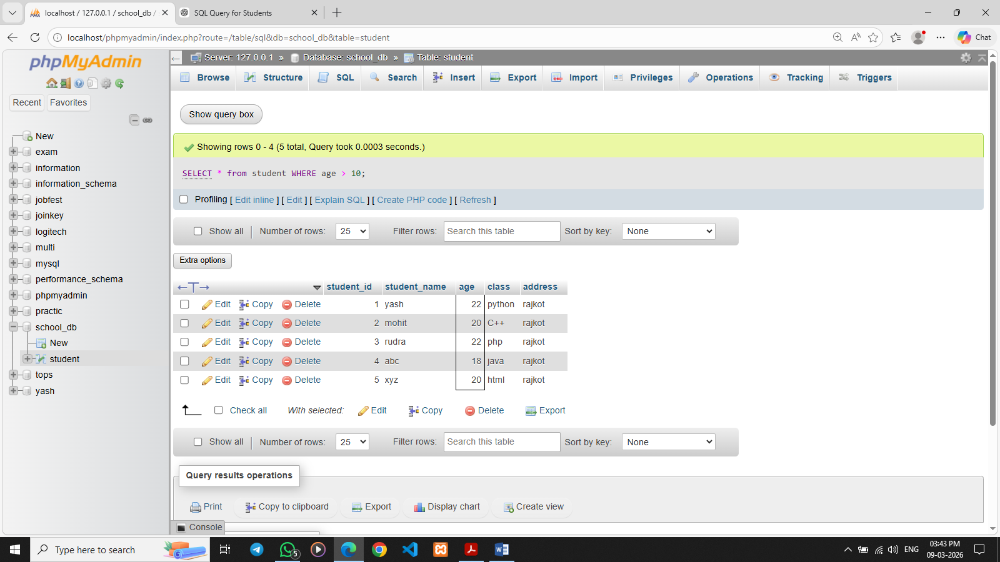 localhost / 127.0.0.1 / school_db /
SQL Query for Students
localhost/phpmyadmin/index.php?route=/table/sql&db=school_db&table=student
Chat
phpMyAdmin
Recent
Favorites
New
exam
information
information_schema
jobfest
joinkey
logitech
multi
mysql
performance_schema
phpmyadmin
practic
school_db
New
student
tops
yash
Server: 127.0.0.1 » Database: school_db » Table: student
Browse Structure SQL Search Insert Export Import Privileges Operations Tracking Triggers
Show query box
Showing rows 0 - 4 (5 total, Query took 0.0003 seconds.)
SELECT * from student WHERE age > 10;
Profiling [ Edit inline ] [ Edit ] [ Explain SQL ] [ Create PHP code ] [ Refresh ]
Show all | Number of rows: 25 Filter rows: Search this table Sort by key: None
Extra options
←T→ student_id student_name age class address
Edit Copy Delete 1 yash 22 python rajkot
Edit Copy Delete 2 mohit 20 C++ rajkot
Edit Copy Delete 3 rudra 22 php rajkot
Edit Copy Delete 4 abc 18 java rajkot
Edit Copy Delete 5 xyz 20 html rajkot
Check all With selected: Edit Copy Delete Export
Show all | Number of rows: 25 Filter rows: Search this table Sort by key: None
Query results operations
Print Copy to clipboard Export Display chart Create view
Console
Type here to search
5
ENG
03:43 PM
09-03-2026